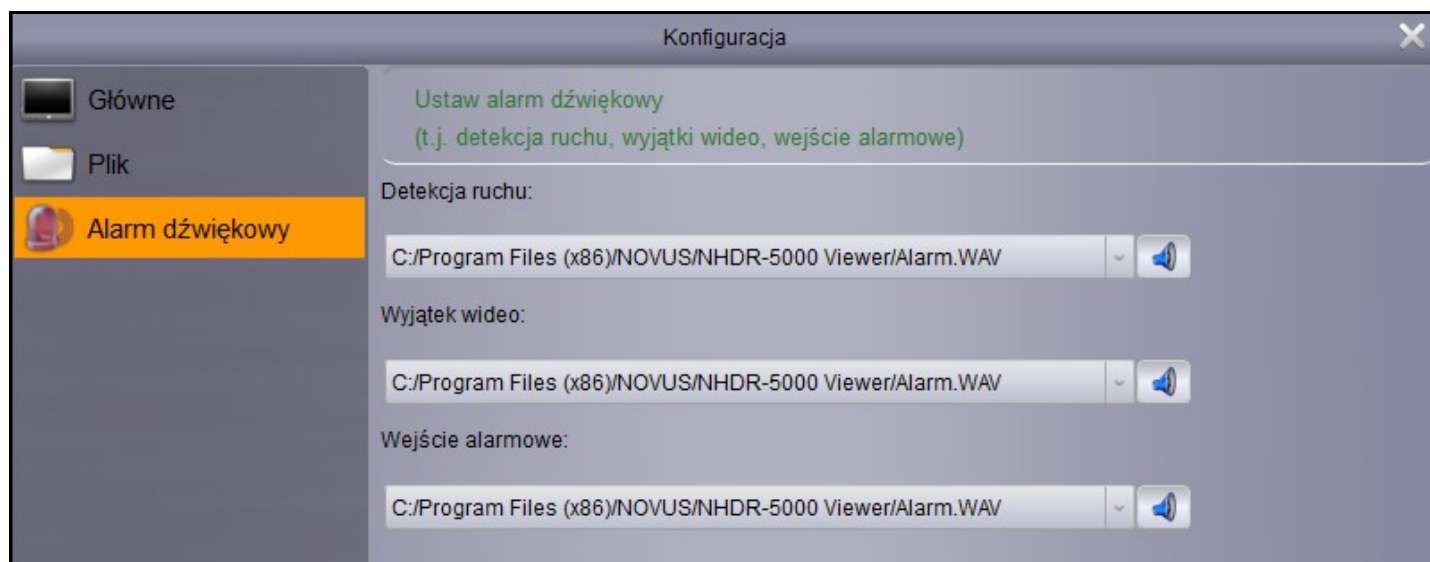 Konfiguracja
Główne
Plik
Alarm dźwiękowy
Ustaw alarm dźwiękowy
(t.j. detekcja ruchu, wyjątki wideo, wejście alarmowe)
Detekcja ruchu:
C:/Program Files (x86)/NOVUS/NHDR-5000 Viewer/Alarm.WAV
Wyjątek wideo:
C:/Program Files (x86)/NOVUS/NHDR-5000 Viewer/Alarm.WAV
Wejście alarmowe:
C:/Program Files (x86)/NOVUS/NHDR-5000 Viewer/Alarm.WAV